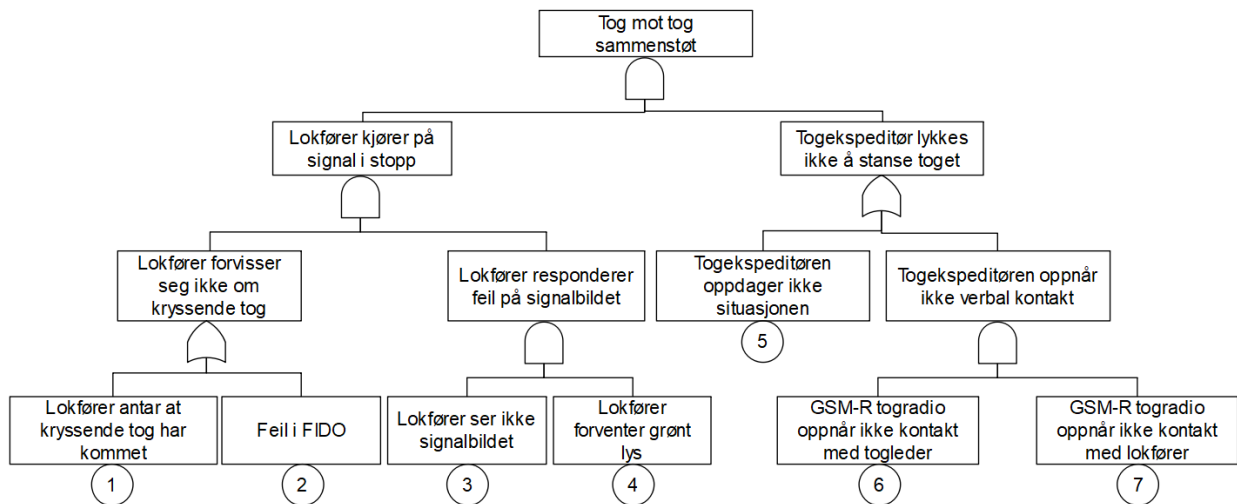 Tog mot tog
sammenstøt
Lokfører kjører på
signal i stopp
Togekspeditør lykkes
ikke å stanse toget
Lokfører forvisser
seg ikke om
kryssende tog
Lokfører responderer
feil på signalbildet
Togekspeditøren
oppdager ikke
situasjonen
Togekspeditøren oppnår
ikke verbal kontakt
5
Lokfører antar at
kryssende tog har
kommet
Feil i FIDO
Lokfører ser ikke
signalbildet
Lokfører
forventer grønt
lys
GSM-R togradio
oppnår ikke kontakt
med togleder
GSM-R togradio
oppnår ikke kontakt
med lokfører
1
2
3
4
6
7